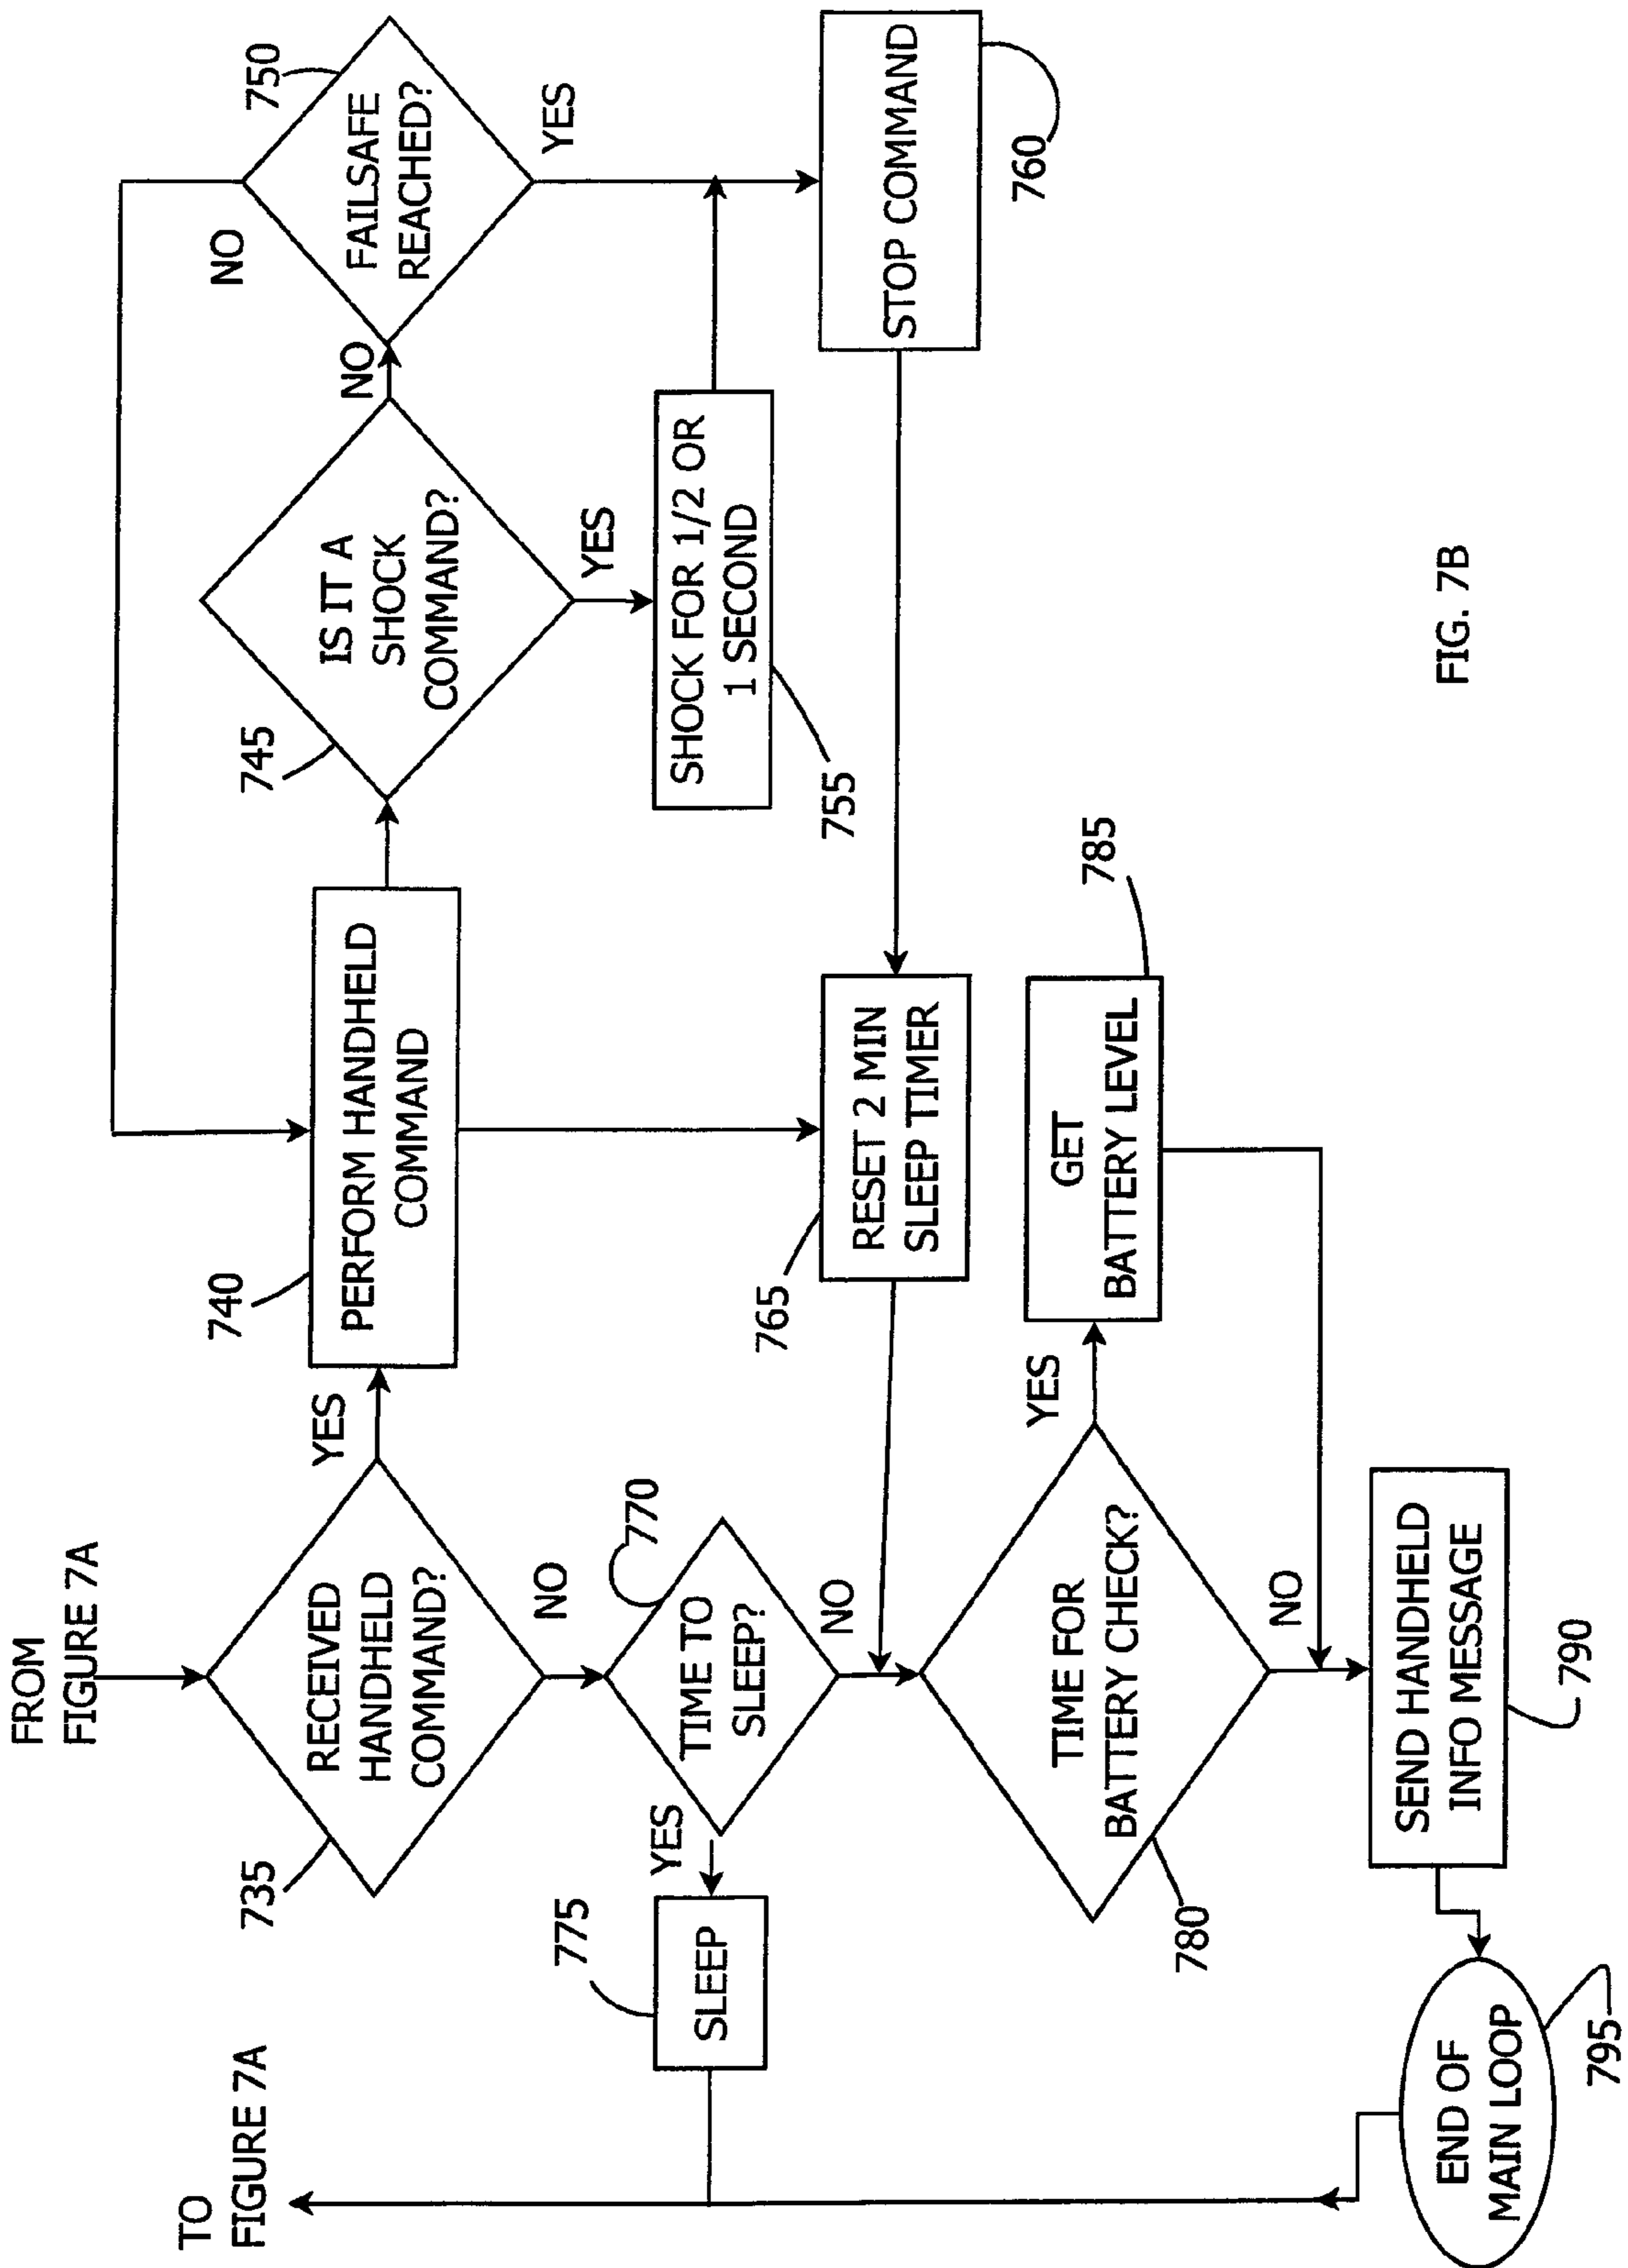 FROM
FIGURE 7A
TO
FIGURE 7A
735
RECEIVED
HANDHELD
COMMAND?
YES
NO
740
PERFORM HANDHELD
COMMAND
745
IS IT A
SHOCK
COMMAND?
NO
YES
750
FAILSAFE
REACHED?
NO
YES
SHOCK FOR 1/2 OR
1 SECOND
755
STOP COMMAND
760
765
RESET 2 MIN
SLEEP TIMER
770
TIME TO
SLEEP?
YES
NO
775
SLEEP
780
TIME FOR
BATTERY CHECK?
YES
NO
785
GET
BATTERY LEVEL
SEND HANDHELD
INFO MESSAGE
790
END OF
MAIN LOOP
795
FIG. 7B